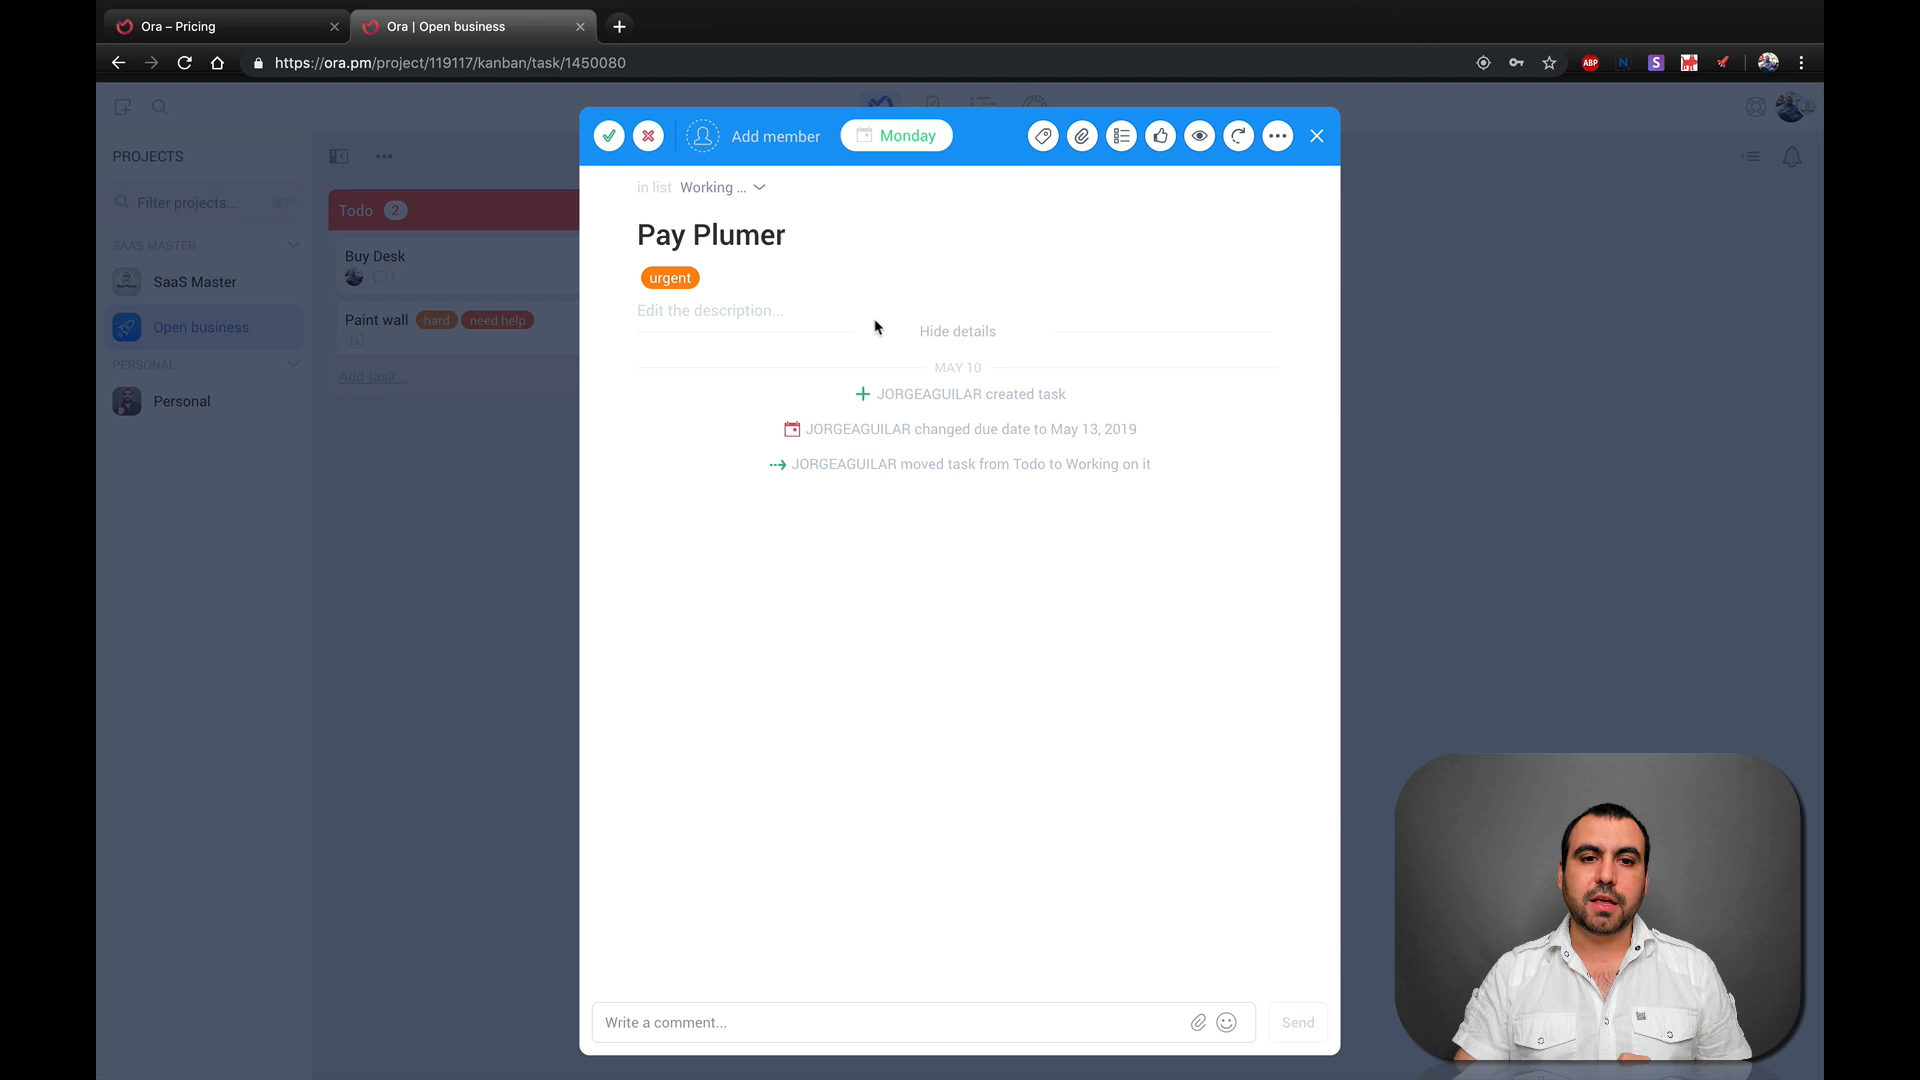 Ora – Pricing
Ora | Open business
https://ora.pm/project/119117/kanban/task/1450080
ABP
N
S
PROJECTS
Filter projects... ⌘P
SAAS MASTER
SaaS Master
Open business
PERSONAL
Personal
Todo 2
Buy Desk
1
Paint wall hard need help
Add task...
Add member
Monday
in list Working ...
Pay Plumer
urgent
Edit the description...
Hide details
MAY 10
JORGEAGUILAR created task
JORGEAGUILAR changed due date to May 13, 2019
JORGEAGUILAR moved task from Todo to Working on it
Write a comment...
Send